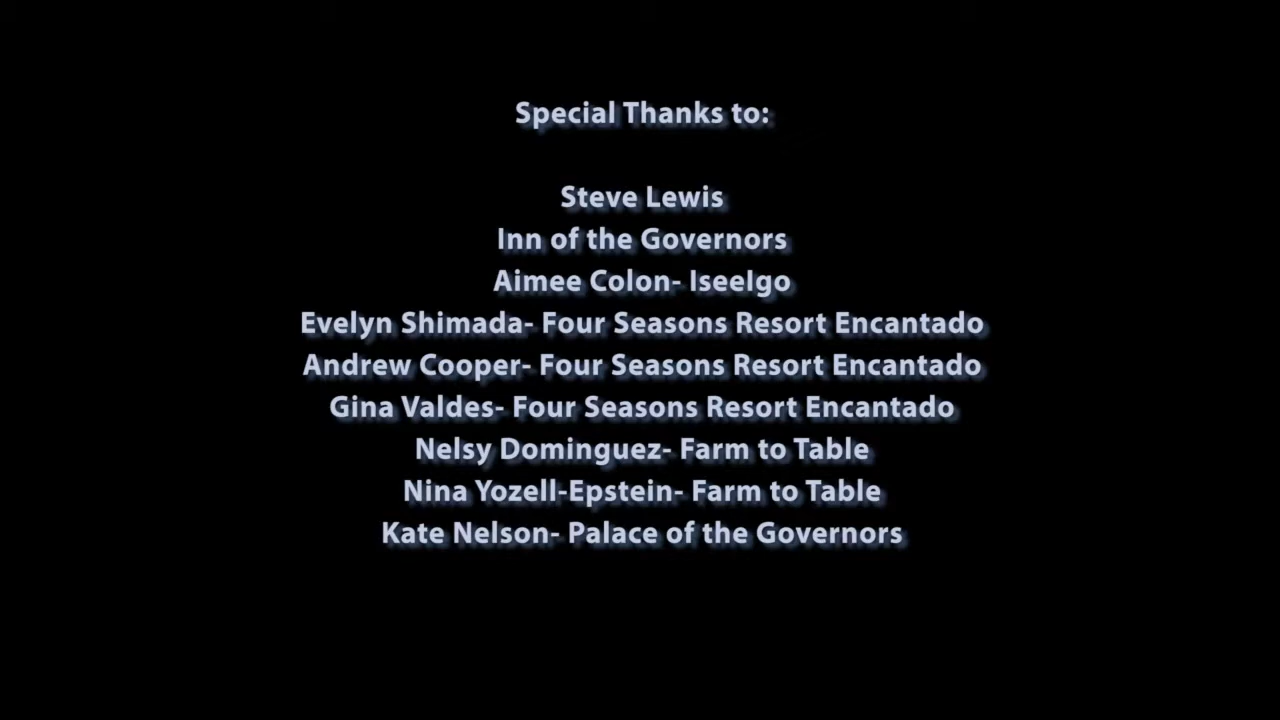 Special Thanks to:
Steve Lewis
Inn of the Governors
Aimee Colon- Iseelgo
Evelyn Shimada- Four Seasons Resort Encantado
Andrew Cooper- Four Seasons Resort Encantado
Gina Valdes- Four Seasons Resort Encantado
Nelsy Dominguez- Farm to Table
Nina Yozell-Epstein- Farm to Table
Kate Nelson- Palace of the Governors